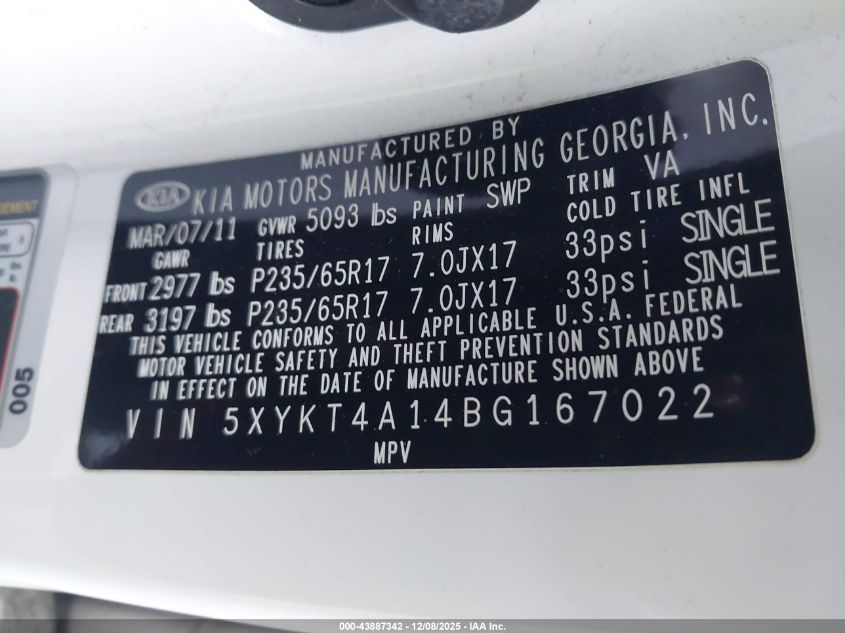 MANUFACTURED BY
KIA KIA MOTORS MANUFACTURING GEORGIA, INC.
MAR/07/11 GVWR 5093 lbs PAINT SWP TRIM VA
GAWR TIRES RIMS COLD TIRE INFL
FRONT 2977 lbs P235/65R17 7.0JX17 33psi SINGLE
REAR 3197 lbs P235/65R17 7.0JX17 33psi SINGLE
THIS VEHICLE CONFORMS TO ALL APPLICABLE U.S.A. FEDERAL
MOTOR VEHICLE SAFETY AND THEFT PREVENTION STANDARDS
IN EFFECT ON THE DATE OF MANUFACTURE SHOWN ABOVE
VIN 5XYKT4A14BG167022
MPV
005
000-43887342 - 12/08/2025 - IAA Inc.